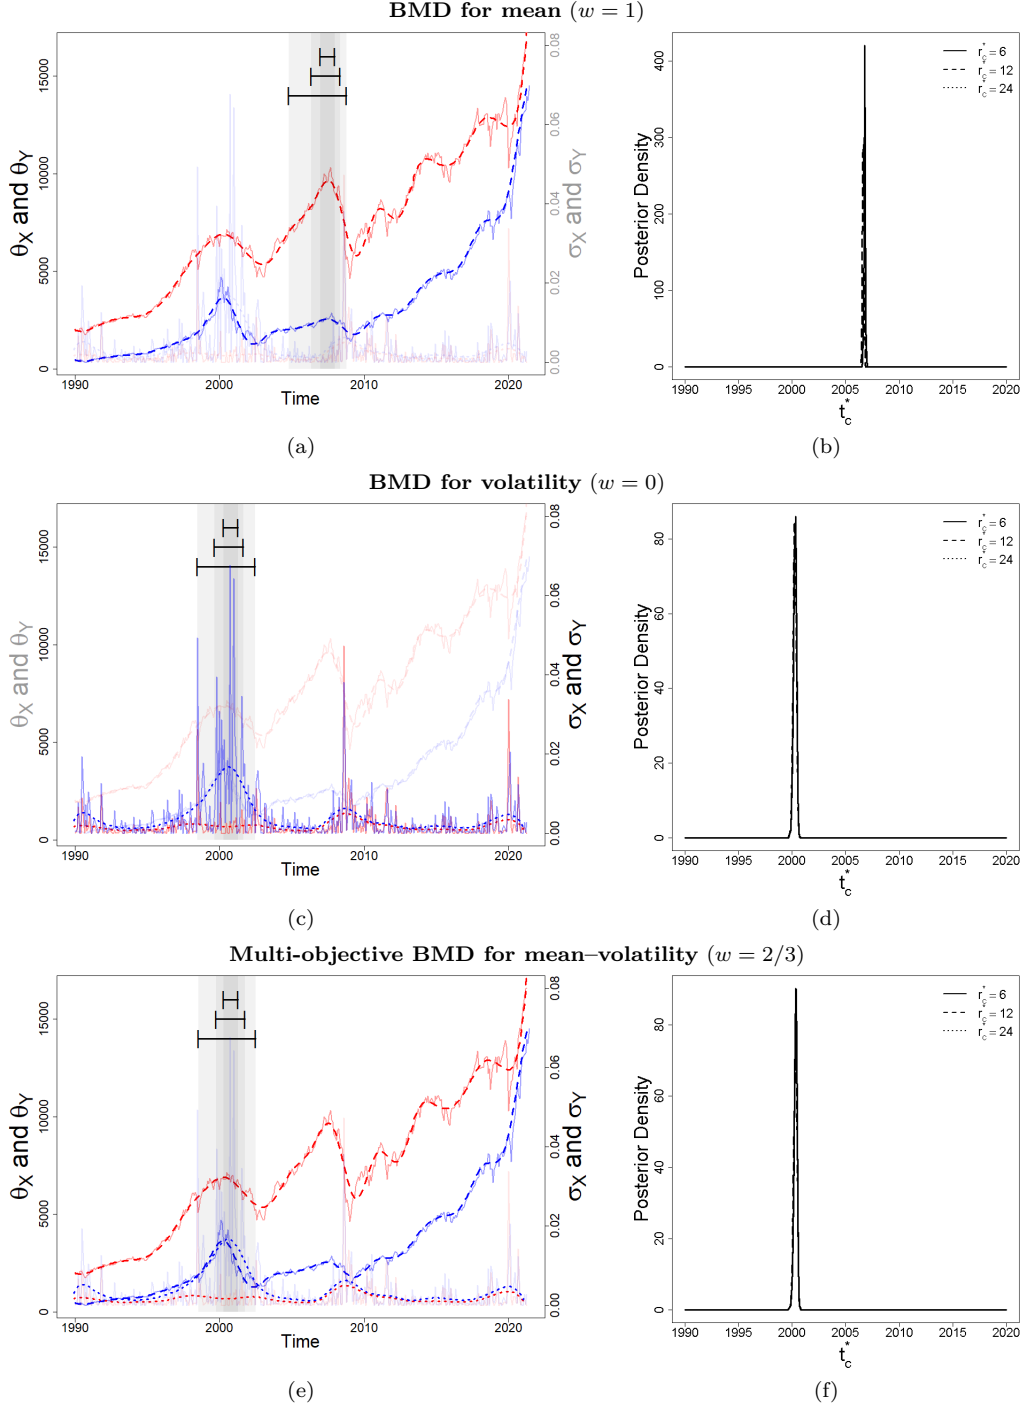 BMD for mean (w = 1)
θX and θY
0 5000 10000 15000
1990 2000 2010 2020
Time
0.00 0.02 0.04 0.06 0.08
σX and σY
(a)
Posterior Density
0 100 200 300 400
1990 1995 2000 2005 2010 2015 2020
t*c
r*c = 6
r*c = 12
r*c = 24
(b)
BMD for volatility (w = 0)
θX and θY
0 5000 10000 15000
1990 2000 2010 2020
Time
0.00 0.02 0.04 0.06 0.08
σX and σY
(c)
Posterior Density
0 20 40 60 80
1990 1995 2000 2005 2010 2015 2020
t*c
r*c = 6
r*c = 12
r*c = 24
(d)
Multi-objective BMD for mean–volatility (w = 2/3)
θX and θY
0 5000 10000 15000
1990 2000 2010 2020
Time
0.00 0.02 0.04 0.06 0.08
σX and σY
(e)
Posterior Density
0 20 40 60 80
1990 1995 2000 2005 2010 2015 2020
t*c
r*c = 6
r*c = 12
r*c = 24
(f)